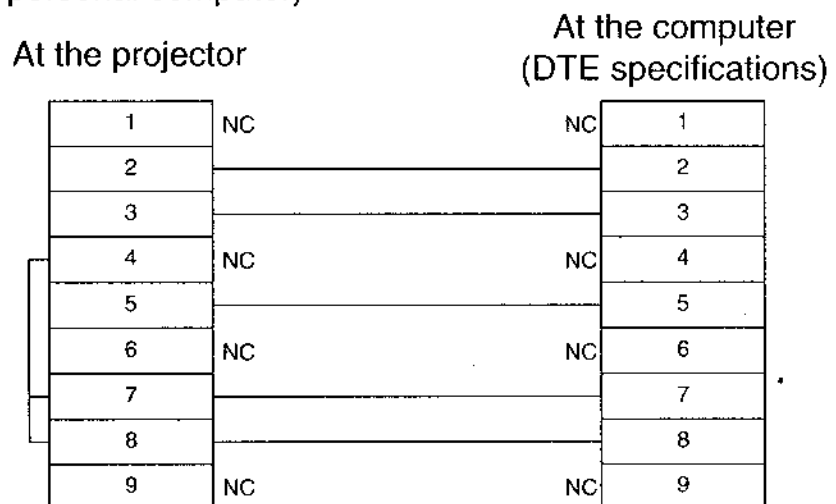 At the projector
At the computer
(DTE specifications)
1 NC NC 1
2 2
3 3
4 NC NC 4
5 5
6 NC NC 6
7 7
8 8
9 NC NC 9